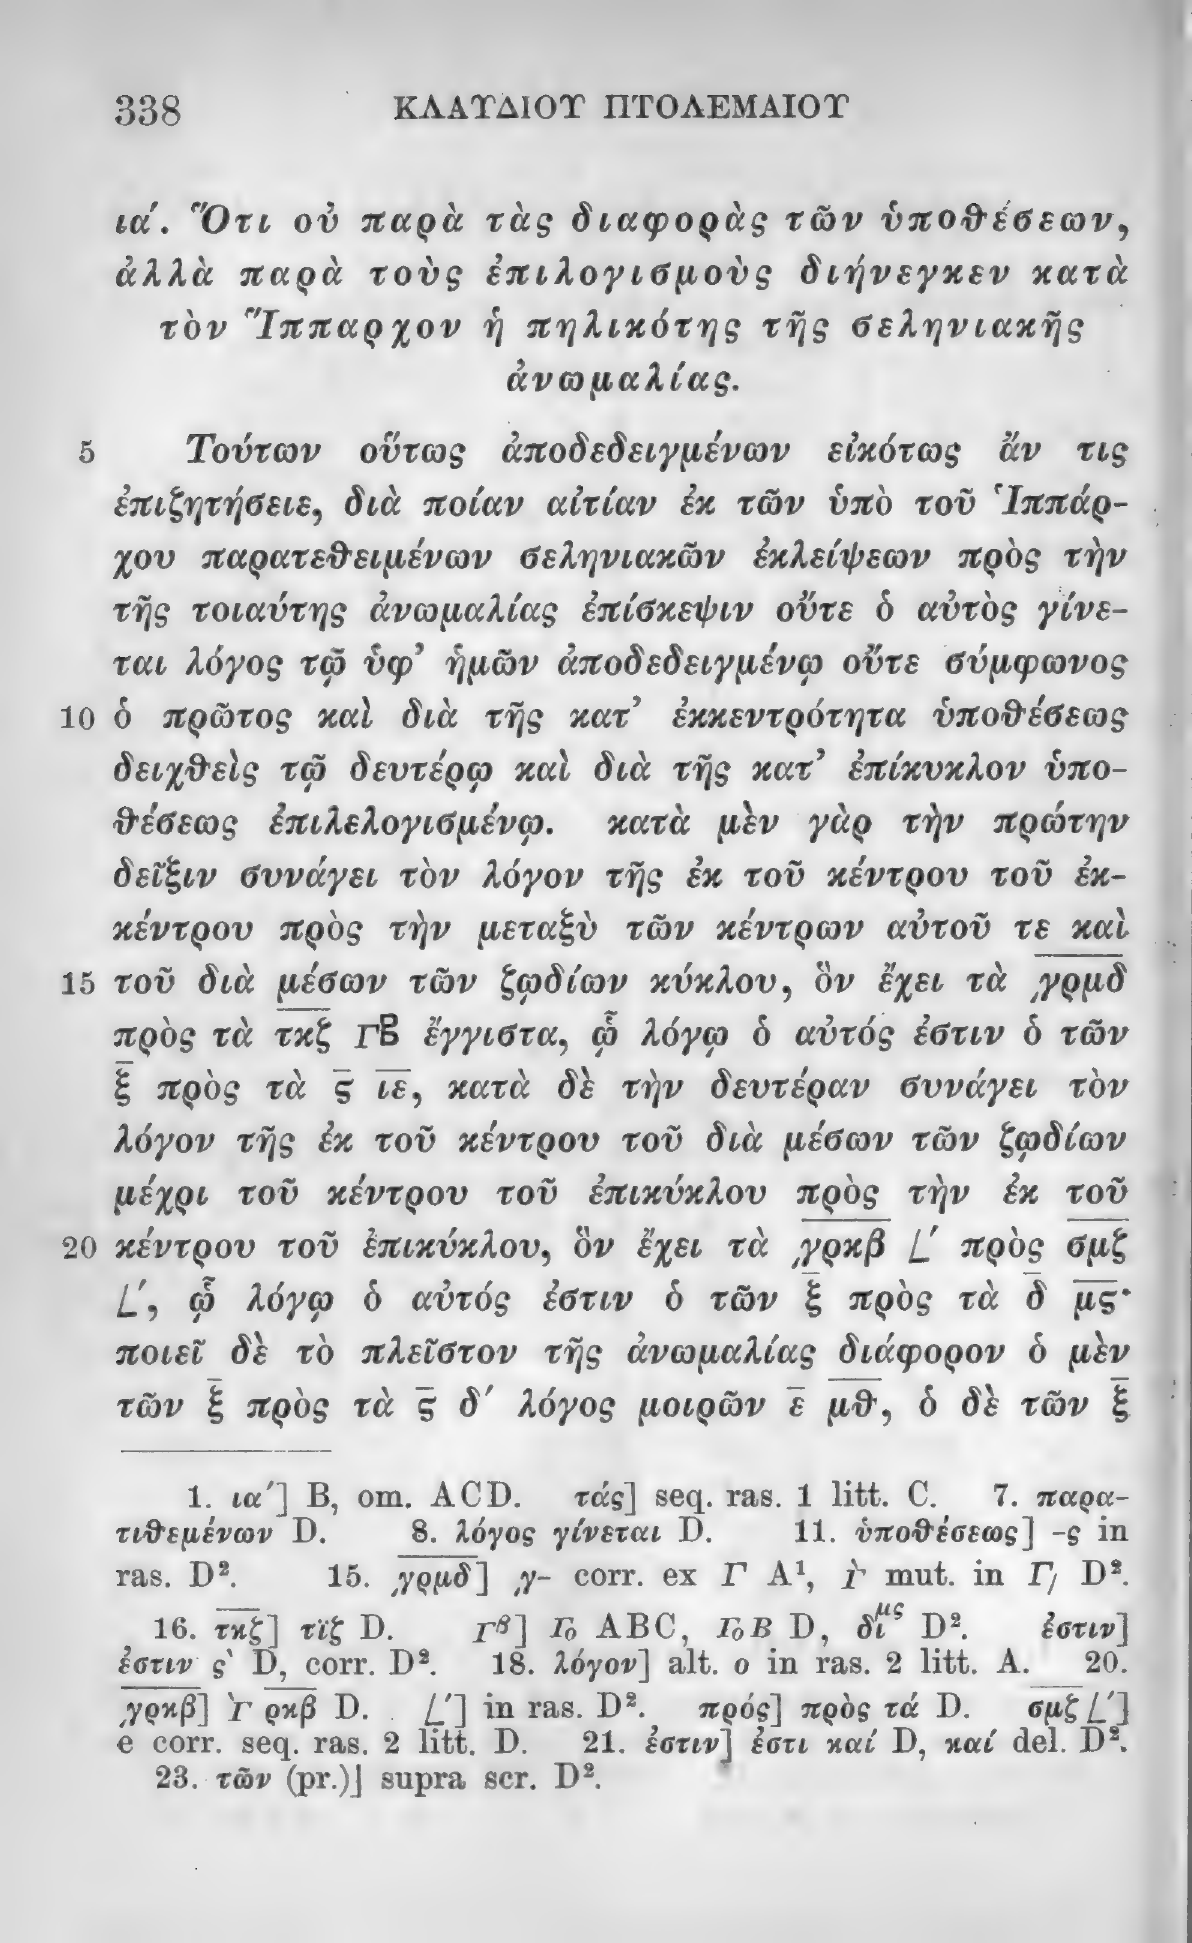 338 ΚΛΑΥΔΙΟΥ ΠΤΟΛΕΜΑΙΟΥ
ια΄. Ὅτι οὐ παρὰ τὰς διαφορὰς τῶν ὑποθέσεων,
ἀλλὰ παρὰ τοὺς ἐπιλογισμοὺς διήνεγκεν κατὰ
τὸν Ἵππαρχον ἡ πηλικότης τῆς σεληνιακῆς
ἀνωμαλίας.
5 Τούτων οὕτως ἀποδεδειγμένων εἰκότως ἄν τις
ἐπιζητήσειε, διὰ ποίαν αἰτίαν ἐκ τῶν ὑπὸ τοῦ Ἱππάρ-
χου παρατεθειμένων σεληνιακῶν ἐκλείψεων πρὸς τὴν
τῆς τοιαύτης ἀνωμαλίας ἐπίσκεψιν οὔτε ὁ αὐτὸς γίνε-
ται λόγος τῷ ὑφ’ ἡμῶν ἀποδεδειγμένῳ οὔτε σύμφωνος
10 ὁ πρῶτος καὶ διὰ τῆς κατ’ ἐκκεντρότητα ὑποθέσεως
δειχθεὶς τῷ δευτέρῳ καὶ διὰ τῆς κατ’ ἐπίκυκλον ὑπο-
θέσεως ἐπιλελογισμένῳ. κατὰ μὲν γὰρ τὴν πρώτην
δεῖξιν συνάγει τὸν λόγον τῆς ἐκ τοῦ κέντρου τοῦ ἐκ-
κέντρου πρὸς τὴν μεταξὺ τῶν κέντρων αὐτοῦ τε καὶ
15 τοῦ διὰ μέσων τῶν ζῳδίων κύκλου, ὃν ἔχει τὰ ͵γρμδ
πρὸς τὰ τκζ Γβ ἔγγιστα, ᾧ λόγῳ ὁ αὐτός ἐστιν ὁ τῶν
ξ πρὸς τὰ ϛ ιε, κατὰ δὲ τὴν δευτέραν συνάγει τὸν
λόγον τῆς ἐκ τοῦ κέντρου τοῦ διὰ μέσων τῶν ζῳδίων
μέχρι τοῦ κέντρου τοῦ ἐπικύκλου πρὸς τὴν ἐκ τοῦ
20 κέντρου τοῦ ἐπικύκλου, ὃν ἔχει τὰ ͵γρκβ 𐅵΄ πρὸς σμζ
𐅵΄, ᾧ λόγῳ ὁ αὐτός ἐστιν ὁ τῶν ξ πρὸς τὰ δ μϛ·
ποιεῖ δὲ τὸ πλεῖστον τῆς ἀνωμαλίας διάφορον ὁ μὲν
τῶν ξ πρὸς τὰ ϛ δ΄ λόγος μοιρῶν ε μθ, ὁ δὲ τῶν ξ
1. ια΄] B, om. ACD. τάς] seq. ras. 1 litt. C. 7. παρα-
τιθεμένων D. 8. λόγος γίνεται D. 11. ὑποθέσεως] -ς in
ras. D². 15. ͵γρμδ] ͵γ- corr. ex Γ A¹, mut. in D².
16. τκζ] τϊζ D. Γβ] ABC, D, D². ἐστιν]
ἐστιν ϛ` D, corr. D². 18. λόγον] alt. ο in ras. 2 litt. A. 20.
͵γρκβ] Γ ρκβ D. 𐅵΄] in ras. D². πρός] πρὸς τά D. σμζ 𐅵΄]
e corr. seq. ras. 2 litt. D. 21. ἐστιν] ἐστι καί D, καί del. D².
23. τῶν (pr.)] supra scr. D².